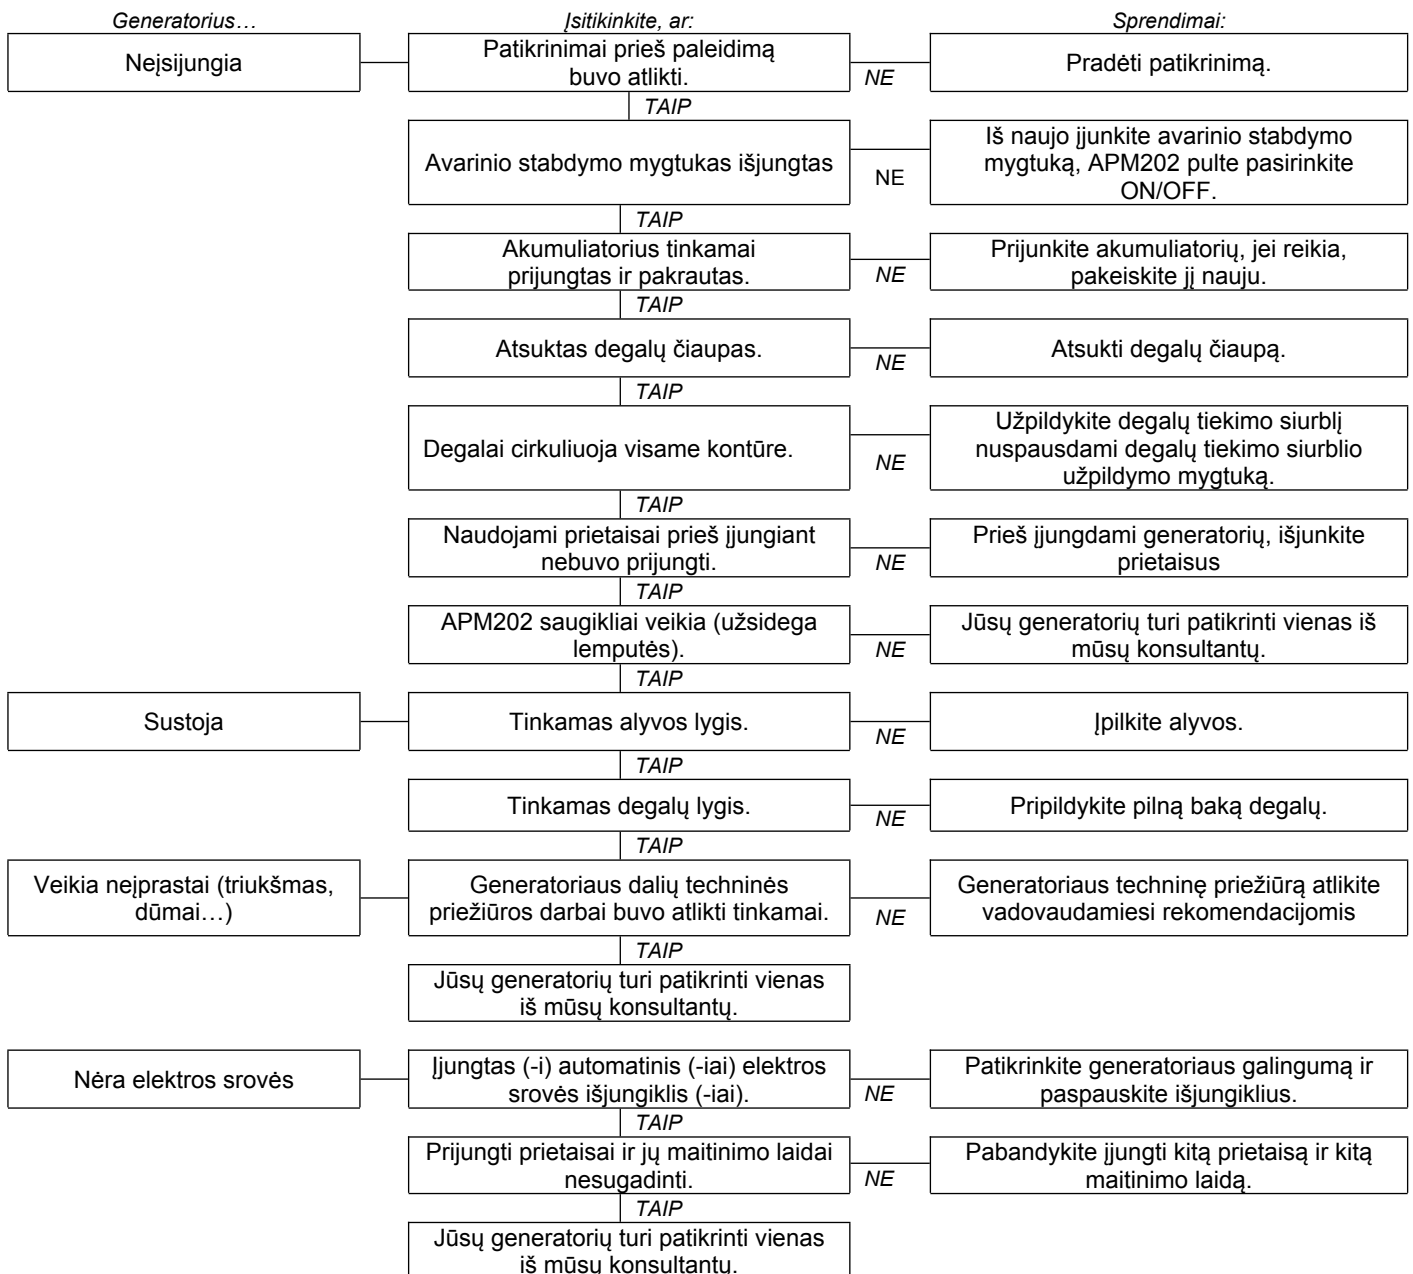 Generatorius…
Įsitikinkite, ar:
Sprendimai:
Neįsijungia
Patikrinimai prieš paleidimą
buvo atlikti.
NE
Pradėti patikrinimą.
TAIP
Avarinio stabdymo mygtukas išjungtas
NE
Iš naujo įjunkite avarinio stabdymo
mygtuką, APM202 pulte pasirinkite
ON/OFF.
TAIP
Akumuliatorius tinkamai
prijungtas ir pakrautas.
NE
Prijunkite akumuliatorių, jei reikia,
pakeiskite jį nauju.
TAIP
Atsuktas degalų čiaupas.
NE
Atsukti degalų čiaupą.
TAIP
Degalai cirkuliuoja visame kontūre.
NE
Užpildykite degalų tiekimo siurblį
nuspausdami degalų tiekimo siurblio
užpildymo mygtuką.
TAIP
Naudojami prietaisai prieš įjungiant
nebuvo prijungti.
NE
Prieš įjungdami generatorių, išjunkite
prietaisus
TAIP
APM202 saugikliai veikia (užsidega
lemputės).
NE
Jūsų generatorių turi patikrinti vienas iš
mūsų konsultantų.
TAIP
Sustoja
Tinkamas alyvos lygis.
NE
Įpilkite alyvos.
TAIP
Tinkamas degalų lygis.
NE
Pripildykite pilną baką degalų.
TAIP
Veikia neįprastai (triukšmas,
dūmai…)
Generatoriaus dalių techninės
priežiūros darbai buvo atlikti tinkamai.
NE
Generatoriaus techninę priežiūrą atlikite
vadovaudamiesi rekomendacijomis
TAIP
Jūsų generatorių turi patikrinti vienas
iš mūsų konsultantų.
Nėra elektros srovės
Įjungtas (-i) automatinis (-iai) elektros
srovės išjungiklis (-iai).
NE
Patikrinkite generatoriaus galingumą ir
paspauskite išjungiklius.
TAIP
Prijungti prietaisai ir jų maitinimo laidai
nesugadinti.
NE
Pabandykite įjungti kitą prietaisą ir kitą
maitinimo laidą.
TAIP
Jūsų generatorių turi patikrinti vienas
iš mūsų konsultantų.